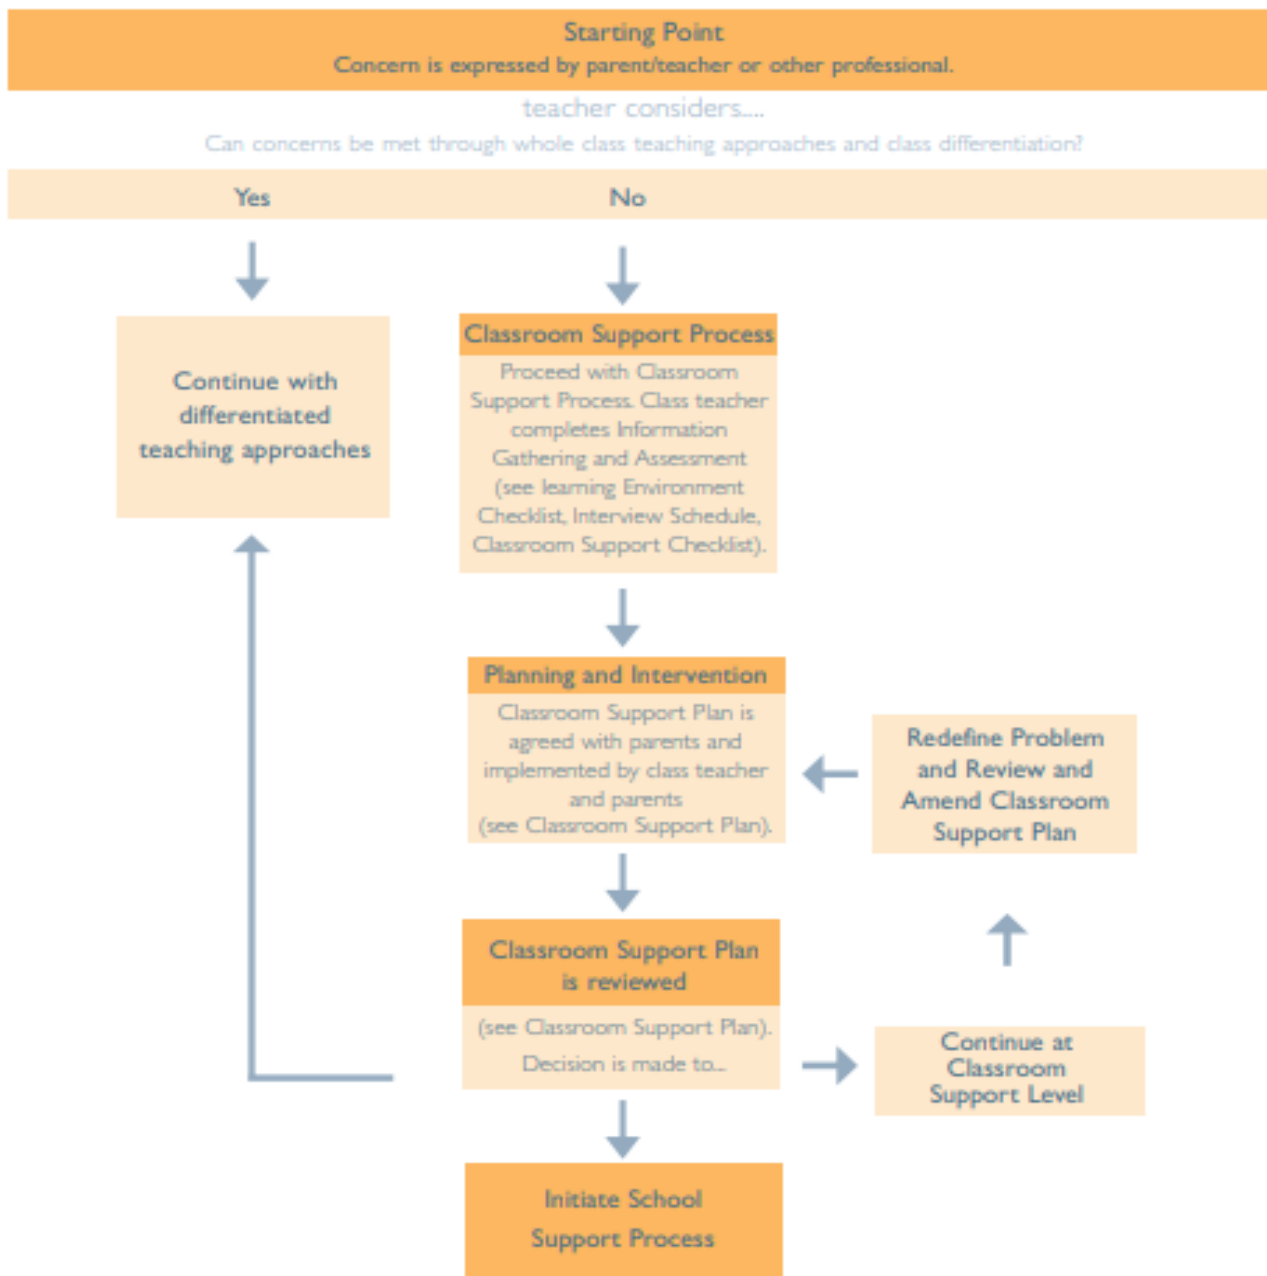 Starting Point
Concern is expressed by parent/teacher or other professional.
teacher considers....
Can concerns be met through whole class teaching approaches and class differentiation?
Yes
No
Continue with
differentiated
teaching approaches
Classroom Support Process
Proceed with Classroom
Support Process. Class teacher
completes Information
Gathering and Assessment
(see learning Environment
Checklist, Interview Schedule,
Classroom Support Checklist).
Planning and Intervention
Classroom Support Plan is
agreed with parents and
implemented by class teacher
and parents
(see Classroom Support Plan).
Redefine Problem
and Review and
Amend Classroom
Support Plan
Classroom Support Plan
is reviewed
(see Classroom Support Plan).
Decision is made to...
Continue at
Classroom
Support Level
Initiate School
Support Process